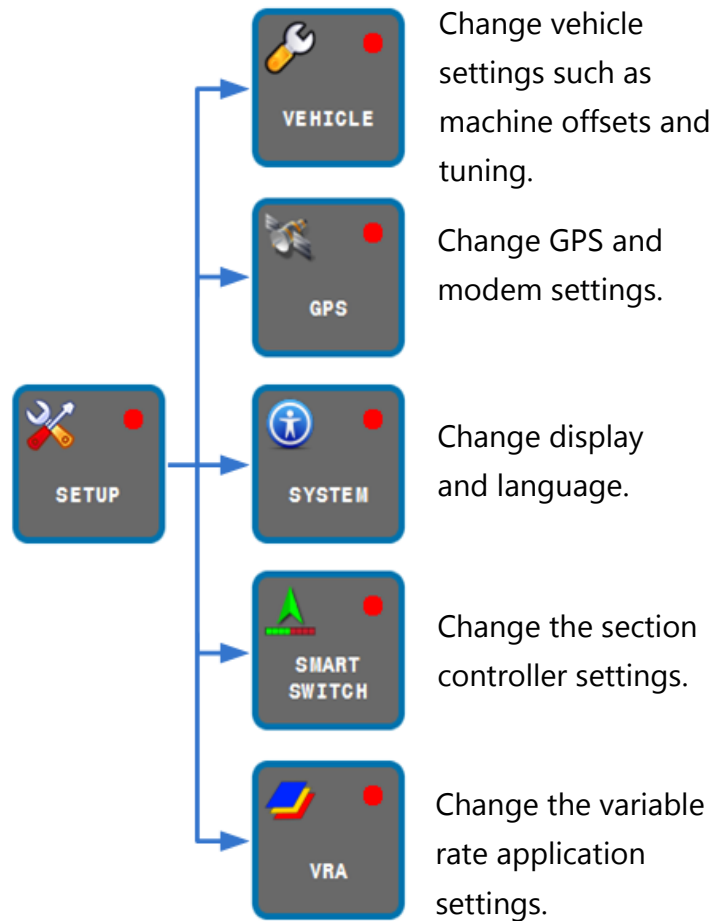 VEHICLE
Change vehicle
settings such as
machine offsets and
tuning.
GPS
Change GPS and
modem settings.
SETUP
SYSTEM
Change display
and language.
SMART
SWITCH
Change the section
controller settings.
VRA
Change the variable
rate application
settings.